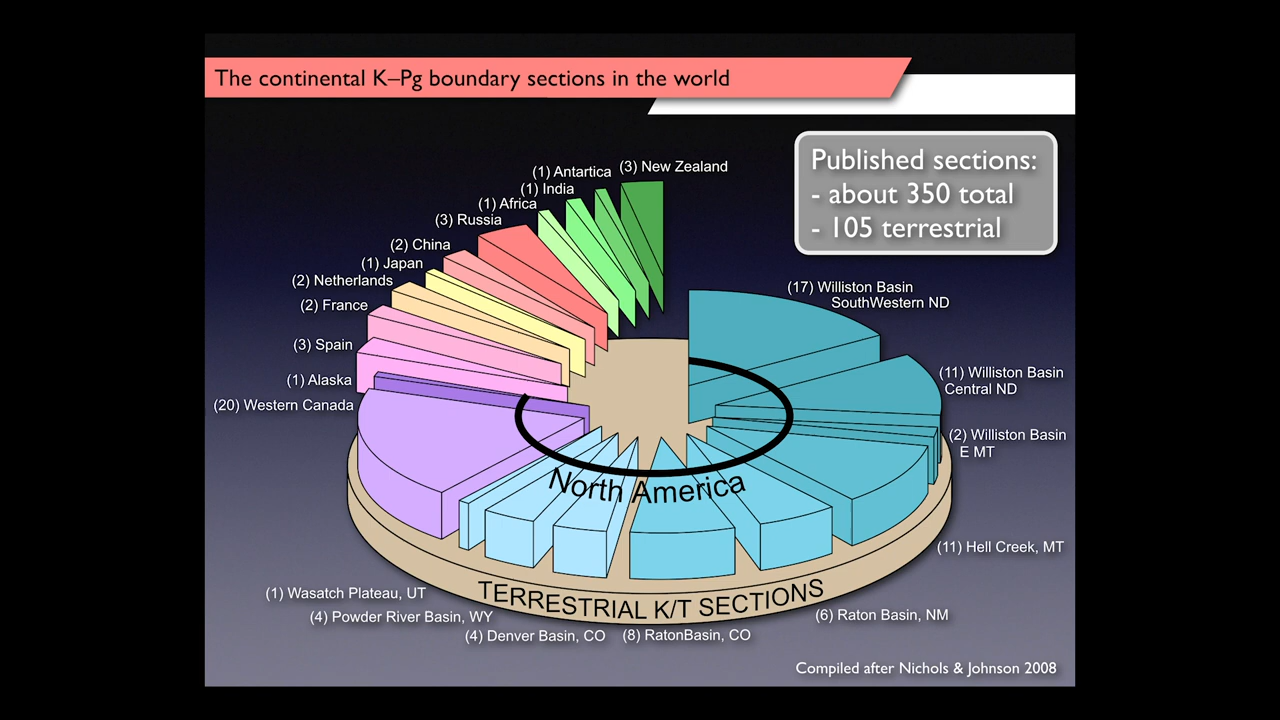 The continental K–Pg boundary sections in the world
Published sections:
- about 350 total
- 105 terrestrial
(3) New Zealand
(1) Antartica
(1) India
(1) Africa
(3) Russia
(2) China
(1) Japan
(2) Netherlands
(2) France
(3) Spain
(1) Alaska
(20) Western Canada
(17) Williston Basin
SouthWestern ND
(11) Williston Basin
Central ND
(2) Williston Basin
E MT
(11) Hell Creek, MT
North America
TERRESTRIAL K/T SECTIONS
(1) Wasatch Plateau, UT
(4) Powder River Basin, WY
(4) Denver Basin, CO
(8) RatonBasin, CO
(6) Raton Basin, NM
Compiled after Nichols & Johnson 2008